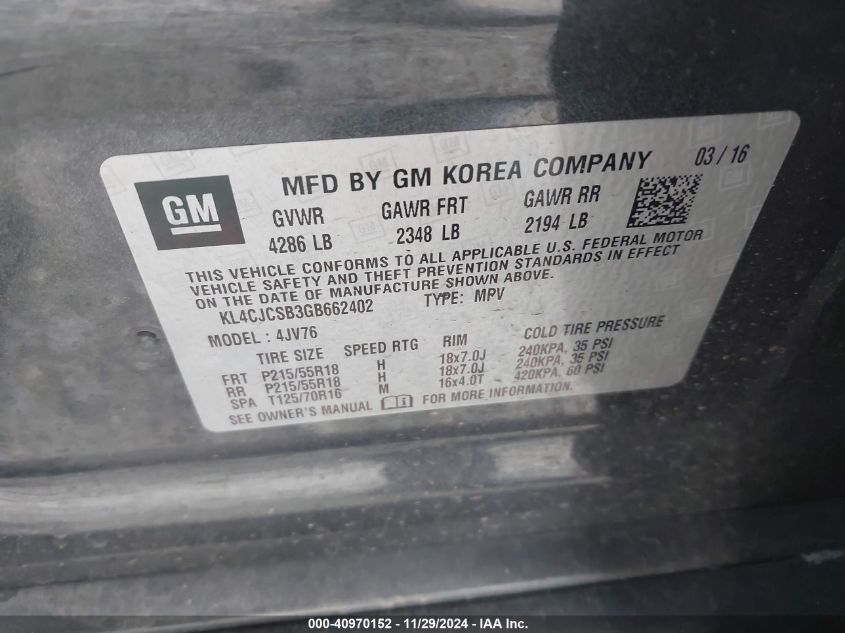 GM
MFD BY GM KOREA COMPANY 03/16
GVWR GAWR FRT GAWR RR
4286 LB 2348 LB 2194 LB
THIS VEHICLE CONFORMS TO ALL APPLICABLE U.S. FEDERAL MOTOR
VEHICLE SAFETY AND THEFT PREVENTION STANDARDS IN EFFECT
ON THE DATE OF MANUFACTURE SHOWN ABOVE.
KL4CJCSB3GB662402 TYPE: MPV
MODEL: 4JV76
TIRE SIZE SPEED RTG RIM COLD TIRE PRESSURE
FRT P215/55R18 H 18x7.0J 240KPA, 35 PSI
RR P215/55R18 H 18x7.0J 240KPA, 35 PSI
SPA T125/70R16 M 16x4.0T 420KPA, 60 PSI
SEE OWNER'S MANUAL FOR MORE INFORMATION.
000-40970152 - 11/29/2024 - IAA Inc.